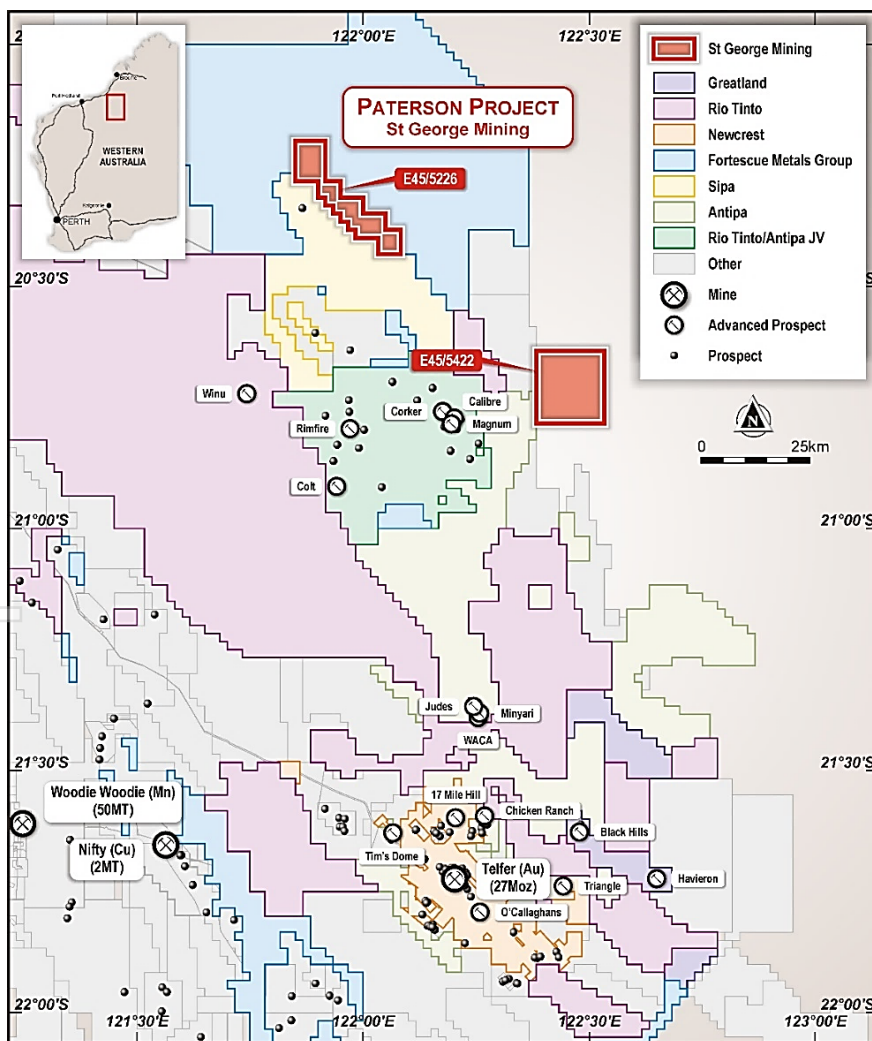 122°00'E
122°30'E
Broome
Port Hedland
WESTERN
AUSTRALIA
Kalgoorlie
PERTH
PATERSON PROJECT
St George Mining
E45/5226
St George Mining
Greatland
Rio Tinto
Newcrest
Fortescue Metals Group
Sipa
Antipa
Rio Tinto/Antipa JV
Other
Mine
Advanced Prospect
Prospect
N
0 25km
20°30'S
E45/5422
Winu
Corker
Calibre
Rimfire
Magnum
Colt
21°00'S
21°00'S
Judes
Minyari
WACA
21°30'S
21°30'S
Woodie Woodie (Mn)
(50MT)
Nifty (Cu)
(2MT)
17 Mile Hill
Chicken Ranch
Black Hills
Tim's Dome
Telfer (Au)
(27Moz)
Triangle
Havieron
O'Callaghans
22°00'S
22°00'S
121°30'E
122°00'E
122°30'E
123°00'E